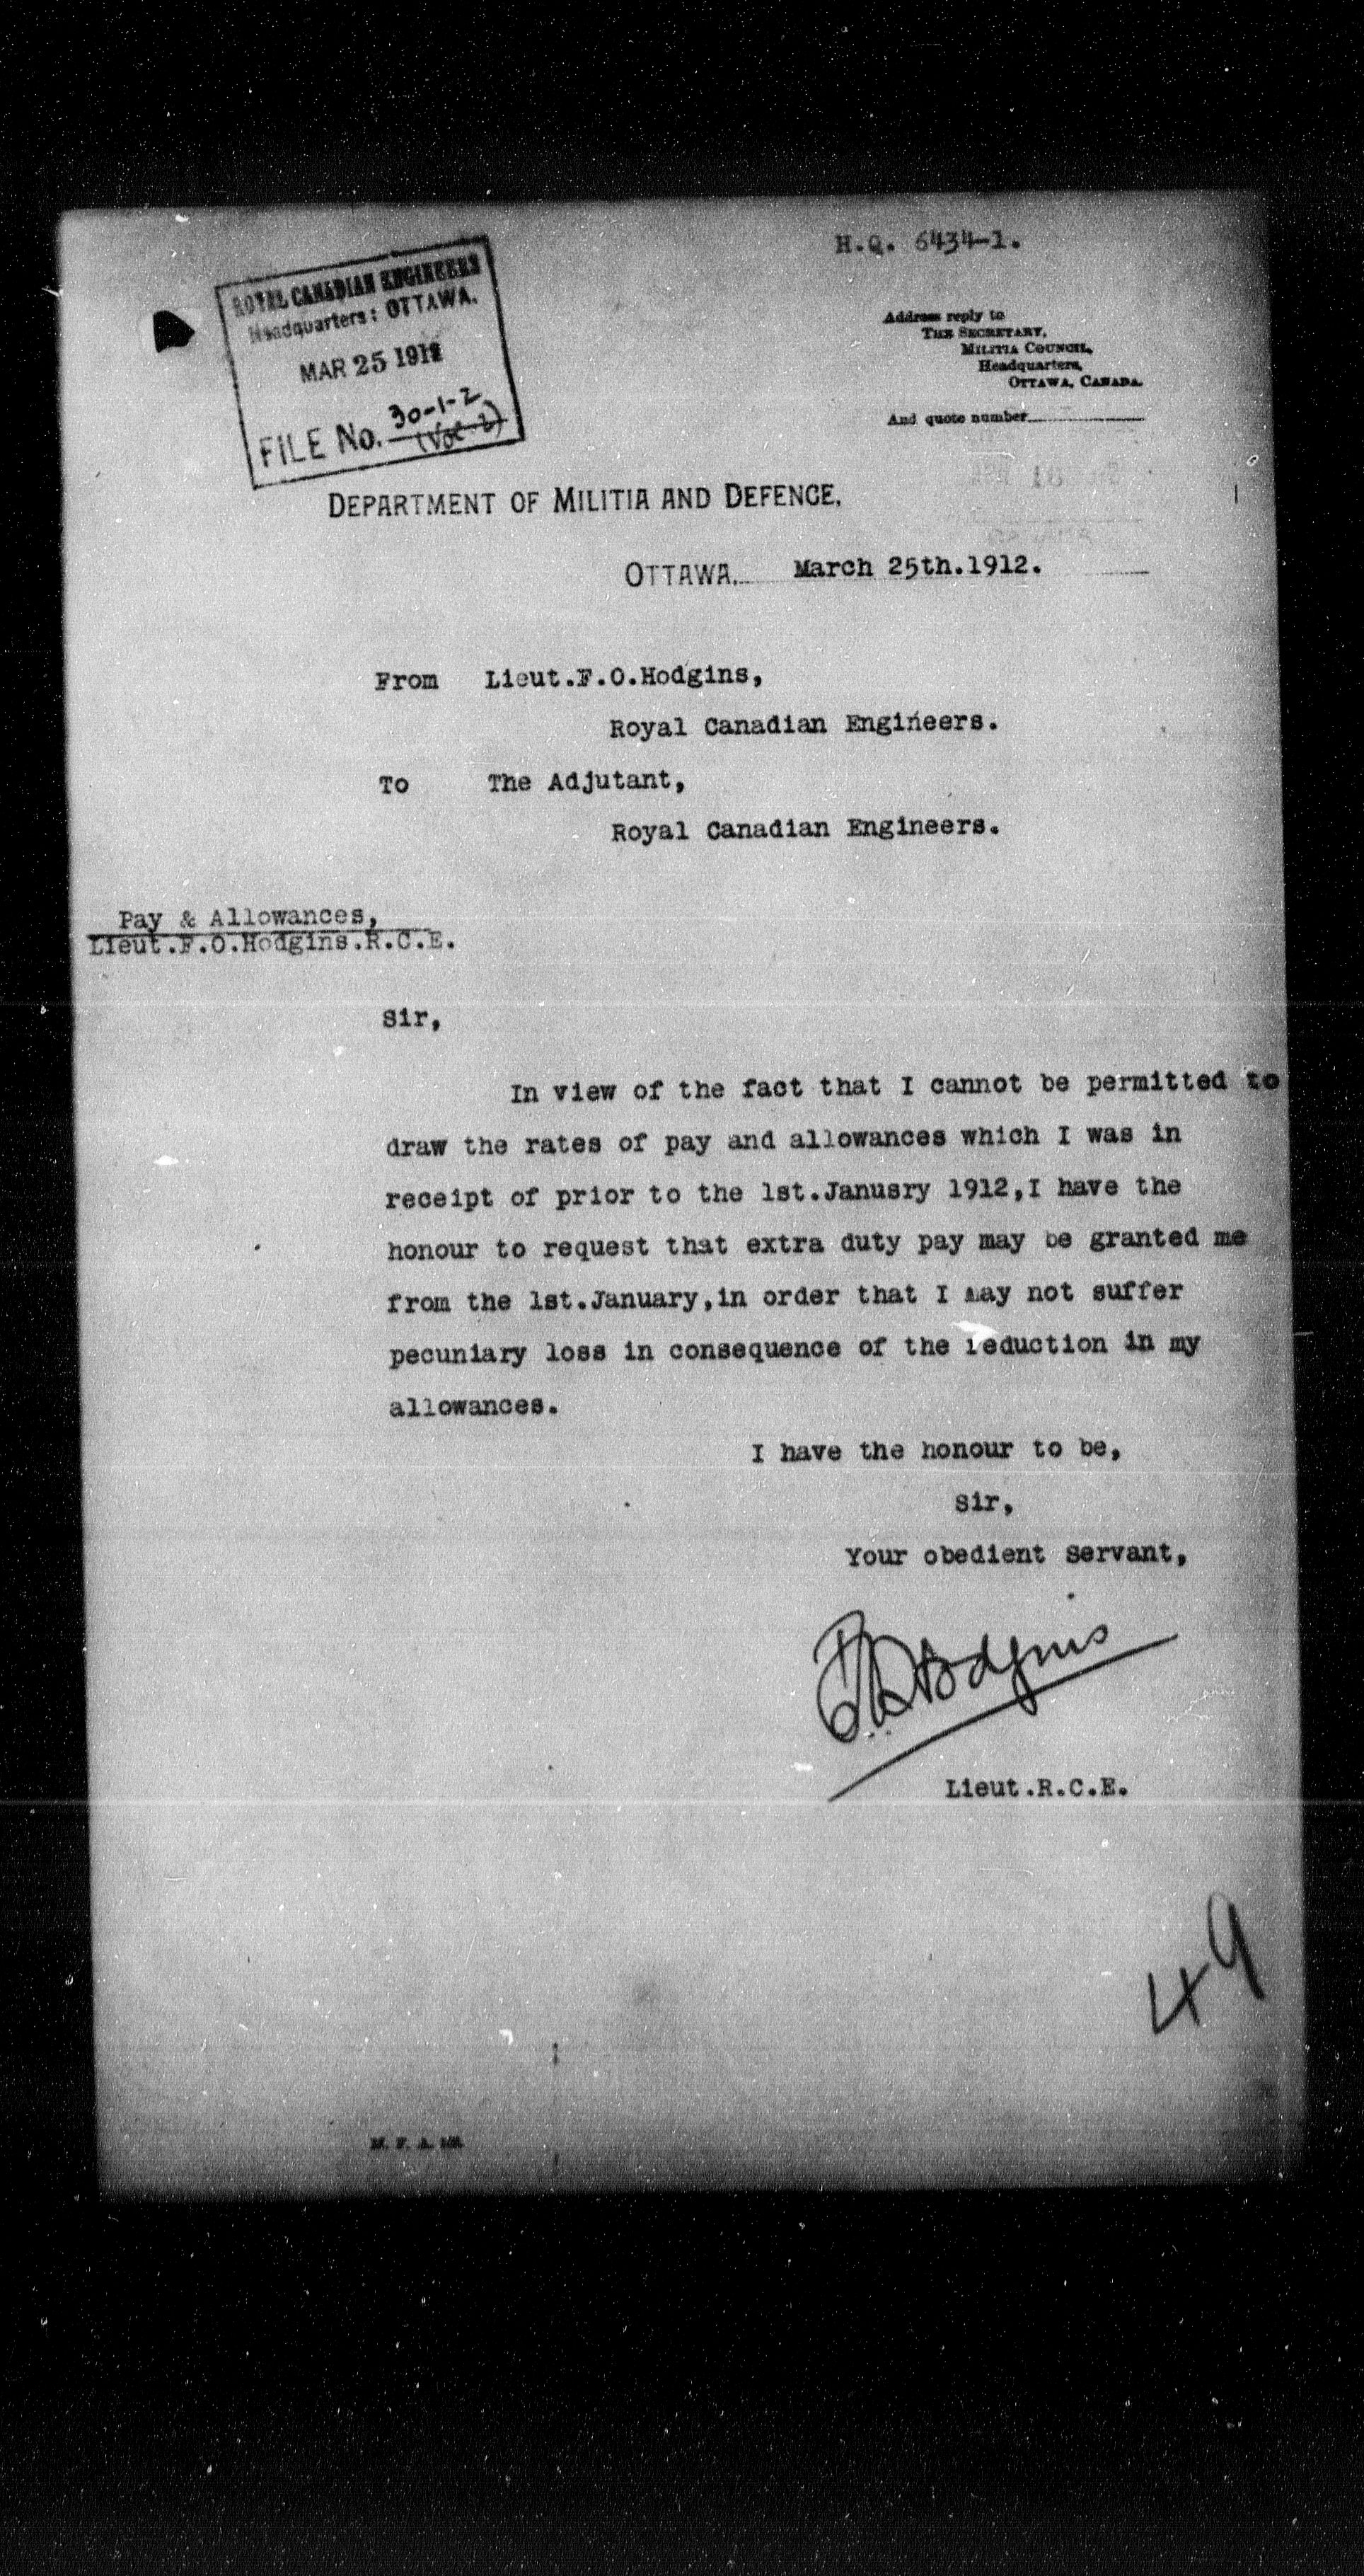 H.Q. 6434-1.
ROYAL CANADIAN ENGINEERS
Headquarters: OTTAWA.
MAR 25 1912
FILE No. 30-1-2
(Vol-2)
Address reply to
THE SECRETARY,
MILITIA COUNCIL,
Headquarters,
OTTAWA, CANADA.
And quote number
DEPARTMENT OF MILITIA AND DEFENCE,
OTTAWA. March 25th.1912.
From Lieut.F.O.Hodgins,
Royal Canadian Engineers.
To The Adjutant,
Royal Canadian Engineers.
Pay & Allowances,
Lieut.F.O.Hodgins.R.C.E.
Sir,
In view of the fact that I cannot be permitted to
draw the rates of pay and allowances which I was in
receipt of prior to the 1st.Janusry 1912,I have the
honour to request that extra duty pay may be granted me
from the 1st.January,in order that I may not suffer
pecuniary loss in consequence of the reduction in my
allowances.
I have the honour to be,
Sir,
Your obedient Servant,
F.O.Hodgins
Lieut.R.C.E.
49
M. F. A.